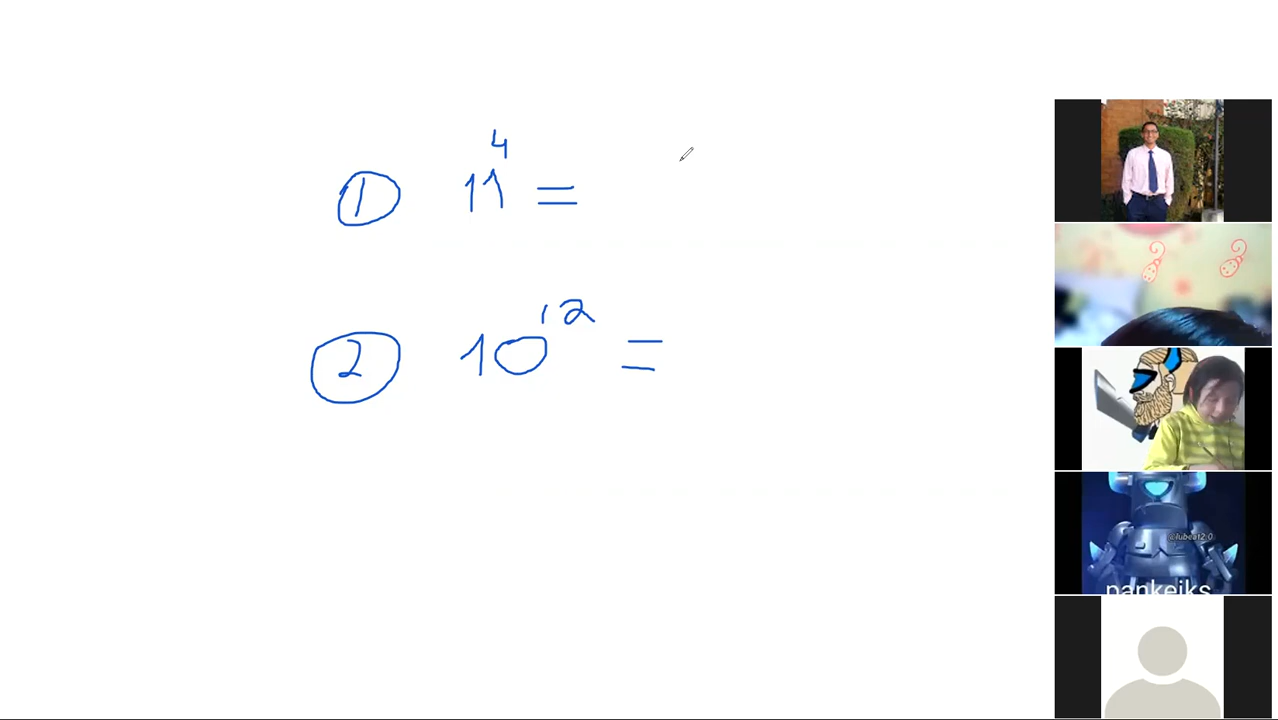 ① 11⁴ =
② 10¹² =
@lubeat2.0
pankeiks